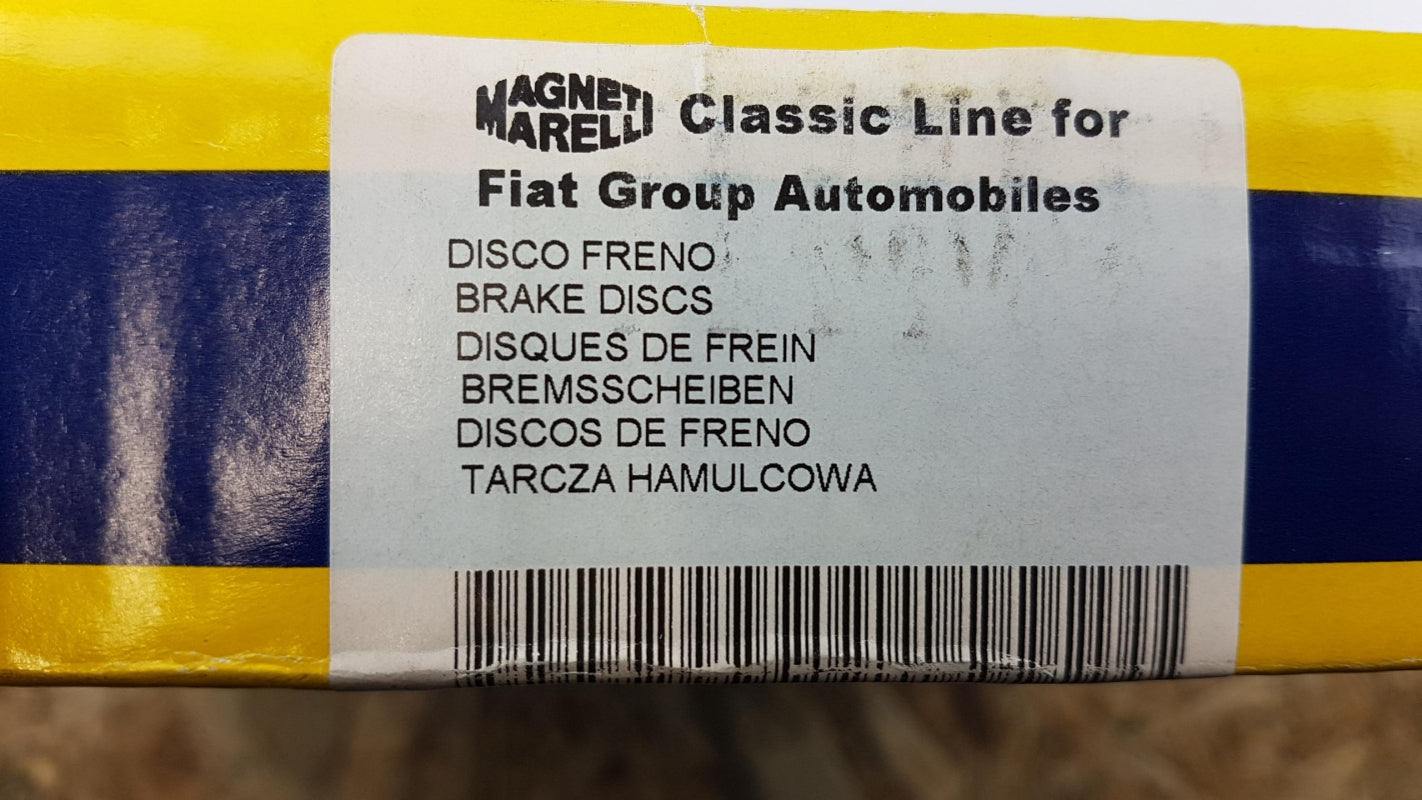 MAGNETI MARELLI Classic Line for
Fiat Group Automobiles
DISCO FRENO
BRAKE DISCS
DISQUES DE FREIN
BREMSSCHEIBEN
DISCOS DE FRENO
TARCZA HAMULCOWA